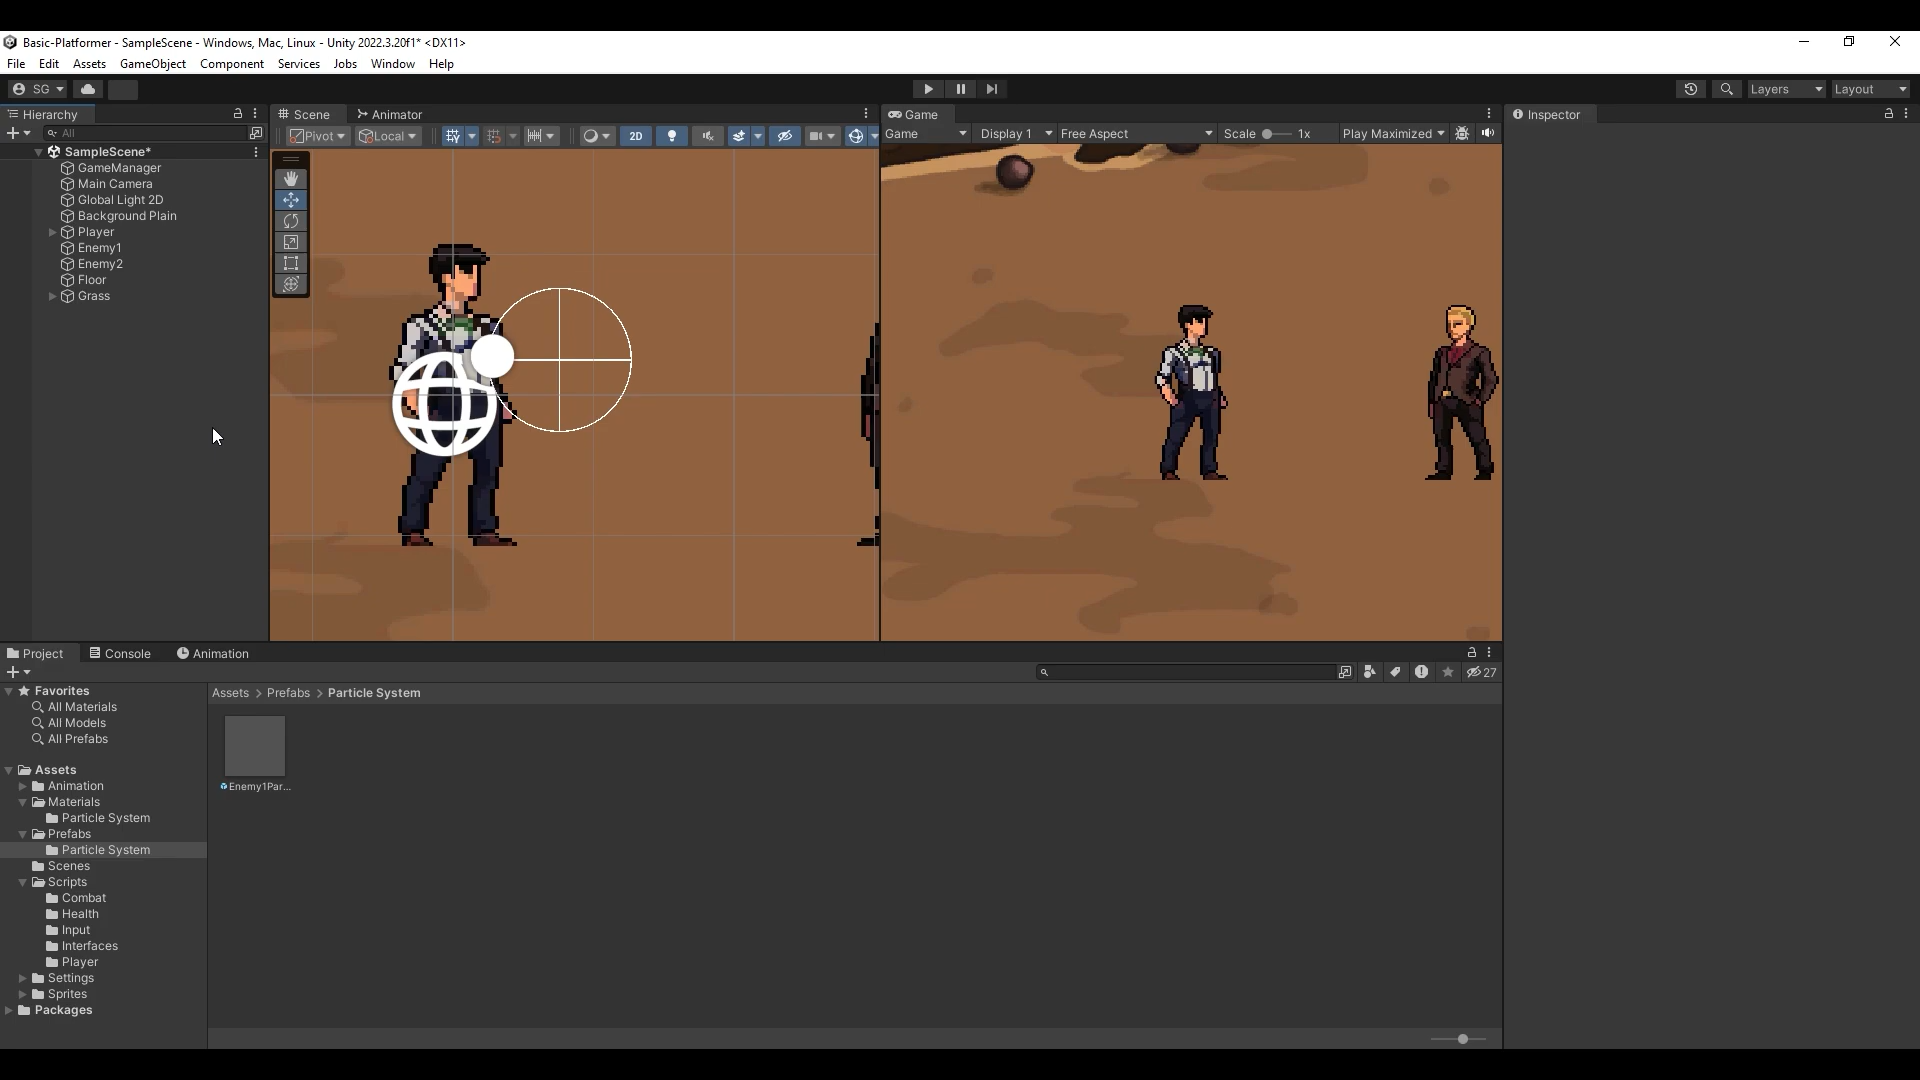 Basic-Platformer - SampleScene - Windows, Mac, Linux - Unity 2022.3.20f1* <DX11>
File Edit Assets GameObject Component Services Jobs Window Help
SG Layers Layout
Hierarchy
All
SampleScene*
GameManager
Main Camera
Global Light 2D
Background Plain
Player
Enemy1
Enemy2
Floor
Grass
Scene Animator
Pivot Local 2D
Game
Game Display 1 Free Aspect Scale 1x Play Maximized
Inspector
Project Console Animation
27
Favorites
All Materials
All Models
All Prefabs
Assets
Animation
Materials
Particle System
Prefabs
Particle System
Scenes
Scripts
Combat
Health
Input
Interfaces
Player
Settings
Sprites
Packages
Assets > Prefabs > Particle System
Enemy1Par...